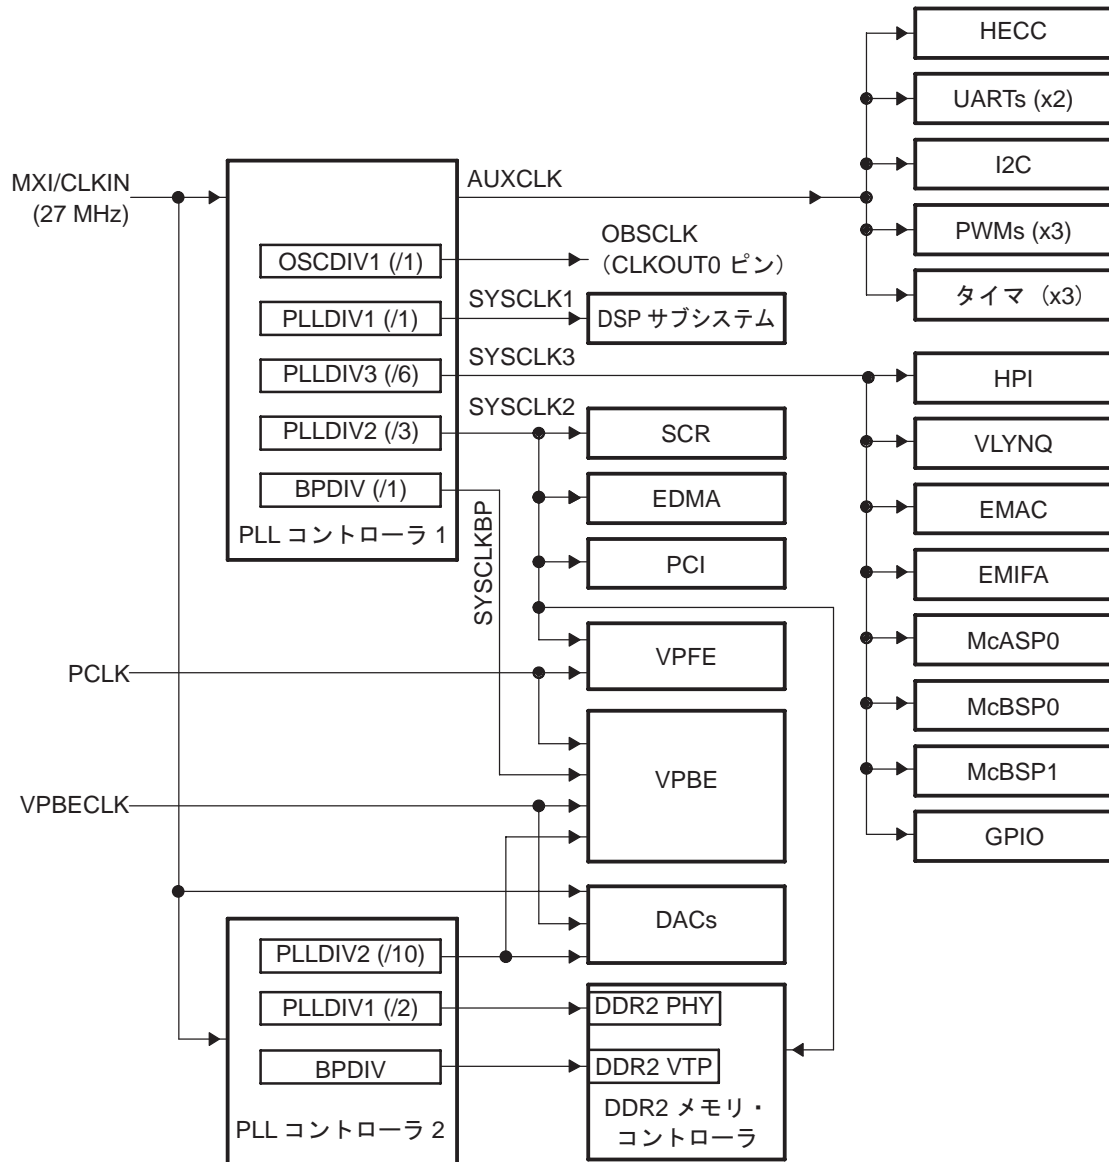 HECC
UARTs (x2)
I2C
PWMs (x3)
タイマ (x3)
MXI/CLKIN
(27 MHz)
AUXCLK
OBSCLK
(CLKOUT0 ピン)
OSCDIV1 (/1)
SYSCLK1
PLLDIV1 (/1)
DSP サブシステム
SYSCLK3
PLLDIV3 (/6)
HPI
SYSCLK2
PLLDIV2 (/3)
SCR
VLYNQ
BPDIV (/1)
EDMA
EMAC
PLL コントローラ 1
SYSCLKBP
PCI
EMIFA
VPFE
McASP0
PCLK
McBSP0
VPBE
McBSP1
VPBECLK
GPIO
DACs
PLLDIV2 (/10)
PLLDIV1 (/2)
DDR2 PHY
BPDIV
DDR2 VTP
DDR2 メモリ・
コントローラ
PLL コントローラ 2